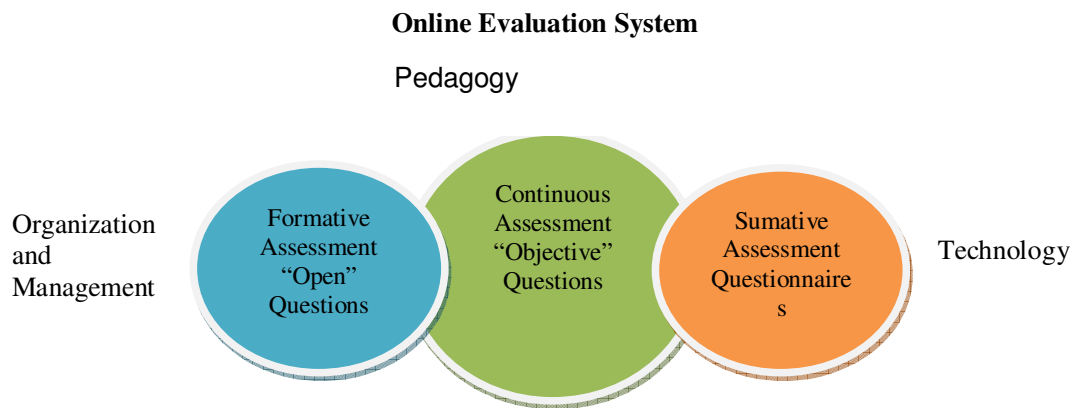 Online Evaluation System
Pedagogy
Organization
and
Management
Formative
Assessment
“Open”
Questions
Continuous
Assessment
“Objective”
Questions
Sumative
Assessment
Questionnaire
s
Technology